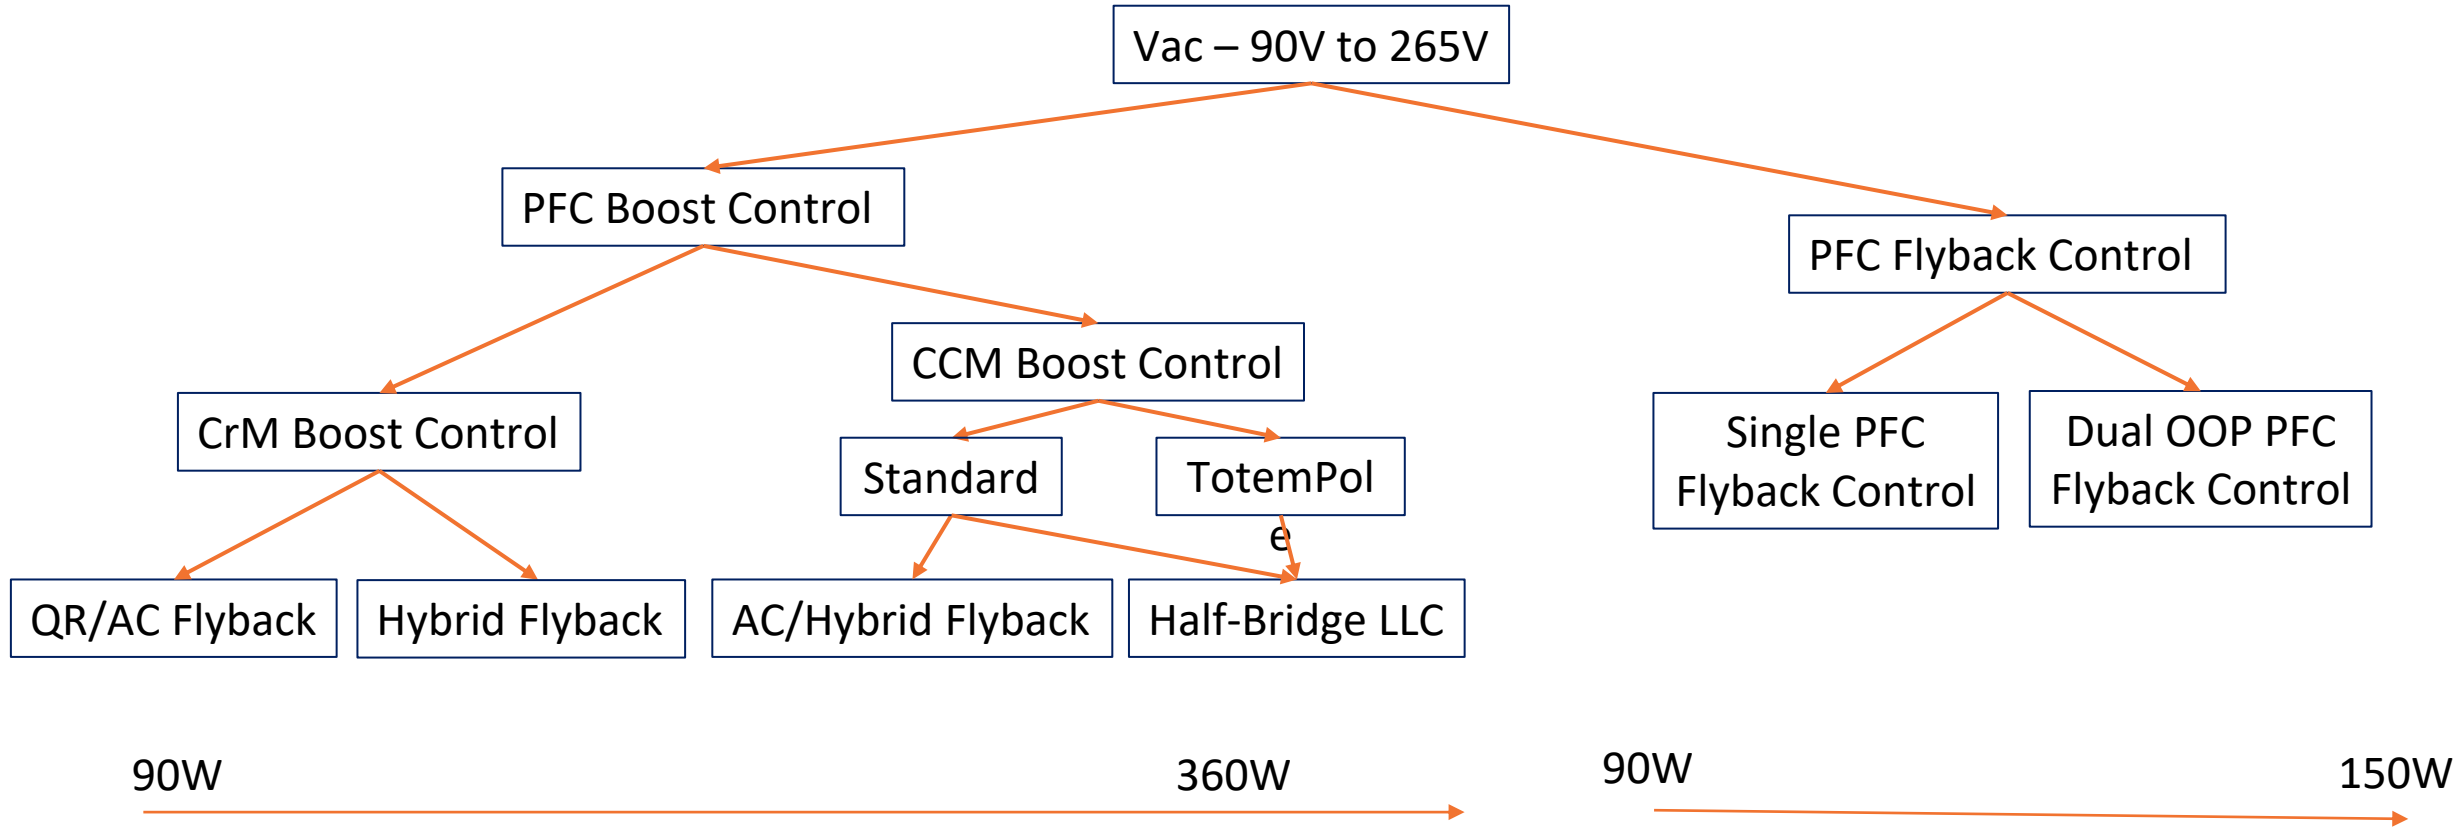 Vac – 90V to 265V
PFC Boost Control
PFC Flyback Control
CCM Boost Control
CrM Boost Control
Single PFC
Flyback Control
Dual OOP PFC
Flyback Control
Standard
TotemPol
e
QR/AC Flyback
Hybrid Flyback
AC/Hybrid Flyback
Half-Bridge LLC
90W
360W
90W
150W